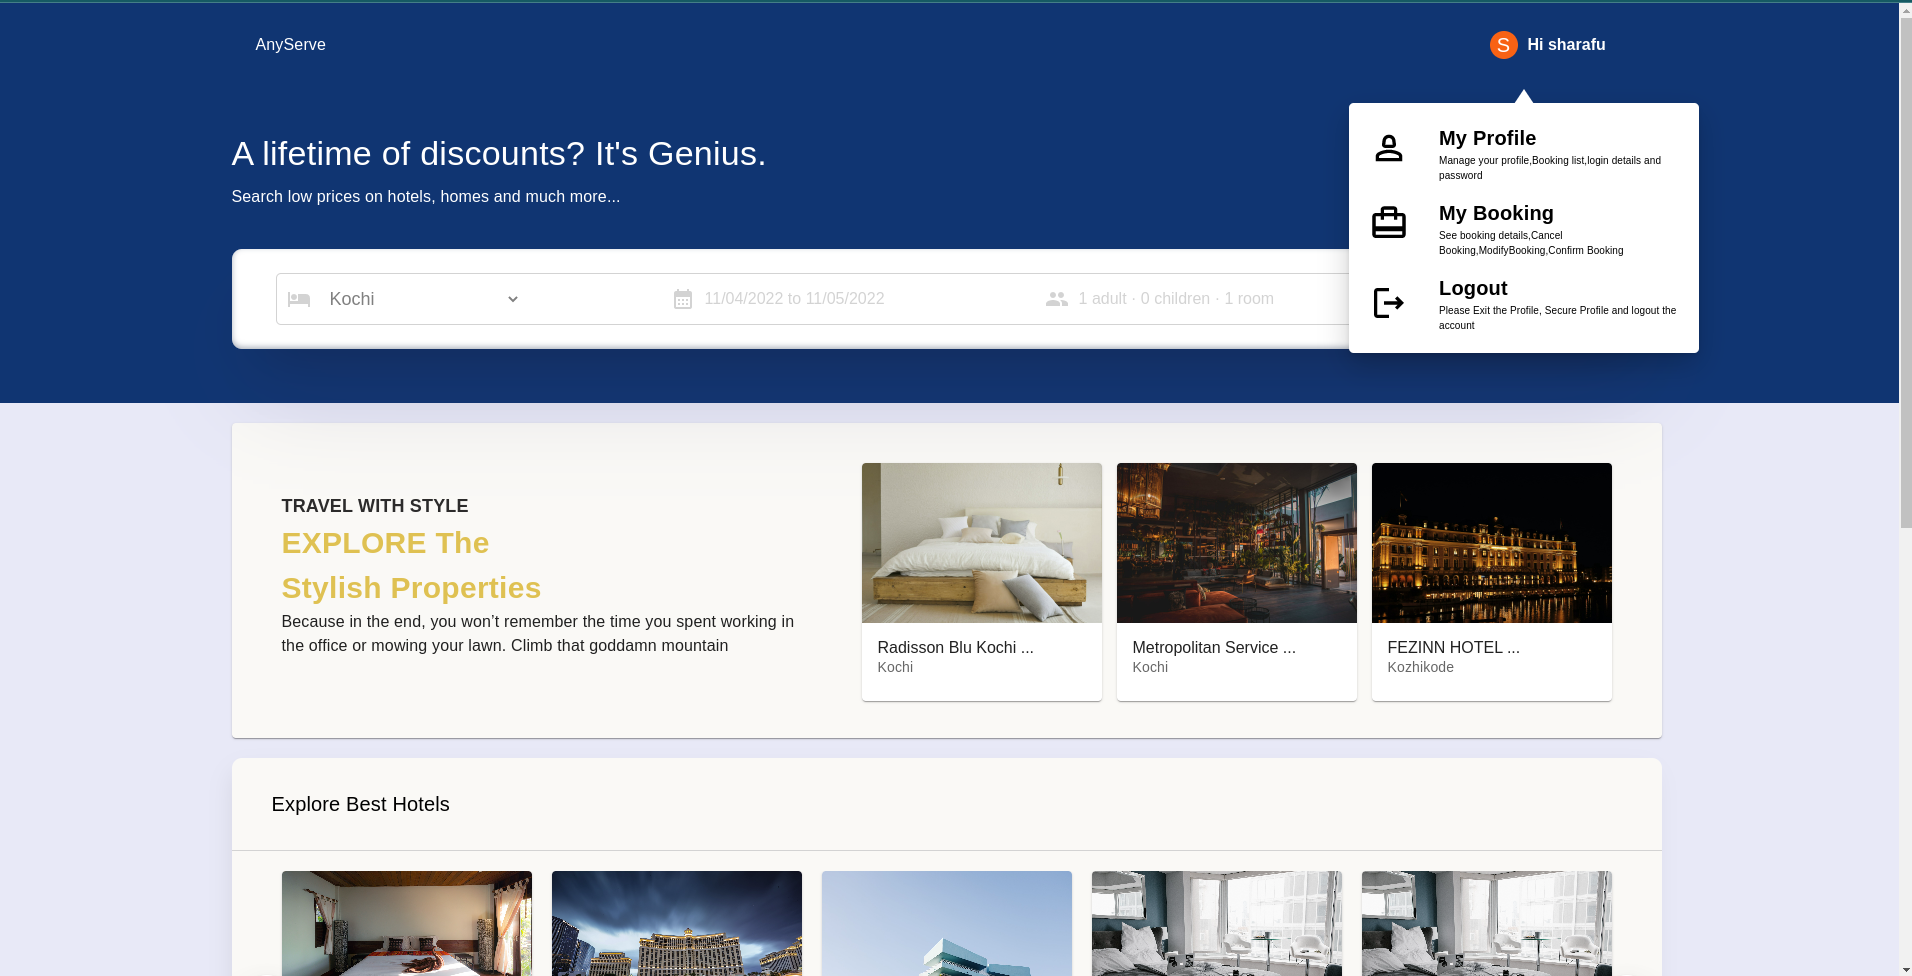 AnyServe
S Hi sharafu
A lifetime of discounts? It's Genius.
Search low prices on hotels, homes and much more...
Kochi
11/04/2022 to 11/05/2022
1 adult · 0 children · 1 room
My Profile
Manage your profile,Booking list,login details and
password
My Booking
See booking details,Cancel
Booking,ModifyBooking,Confirm Booking
Logout
Please Exit the Profile, Secure Profile and logout the
account
TRAVEL WITH STYLE
EXPLORE The
Stylish Properties
Because in the end, you won’t remember the time you spent working in
the office or mowing your lawn. Climb that goddamn mountain
Radisson Blu Kochi ...
Kochi
Metropolitan Service ...
Kochi
FEZINN HOTEL ...
Kozhikode
Explore Best Hotels